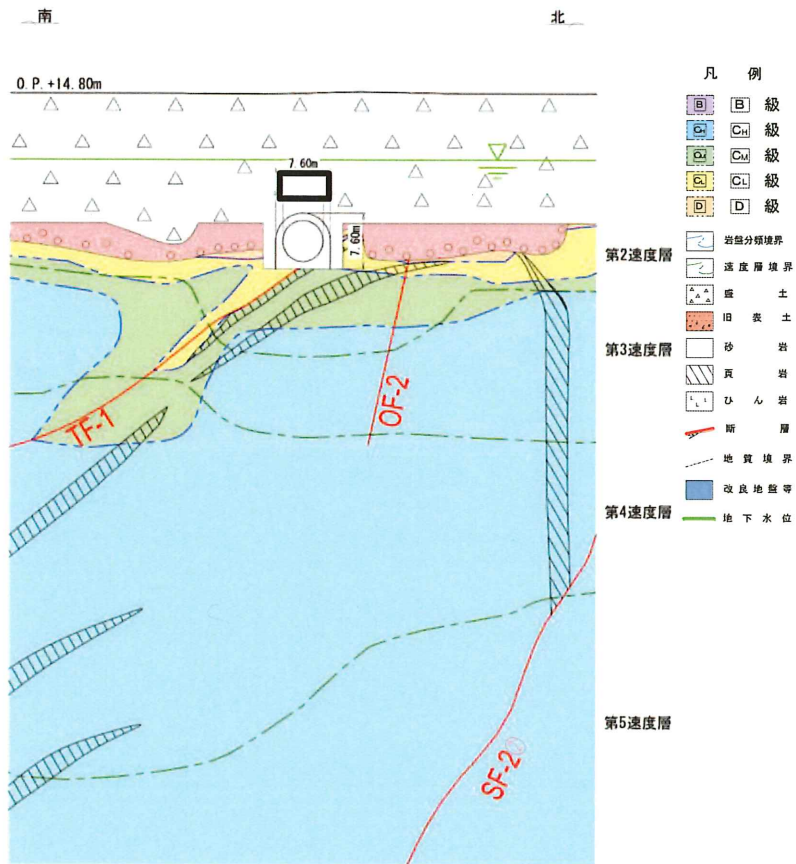 南
北
O.P.+14.80m
7.60m
7.60m
TF-1
OF-2
SF-2
第2速度層
第3速度層
第4速度層
第5速度層
凡 例
B B 級
CH CH 級
CM CM 級
CL CL 級
D D 級
岩盤分類境界
速度層境界
盛土
旧表土
砂岩
頁岩
ひん岩
断層
地質境界
改良地盤等
地下水位